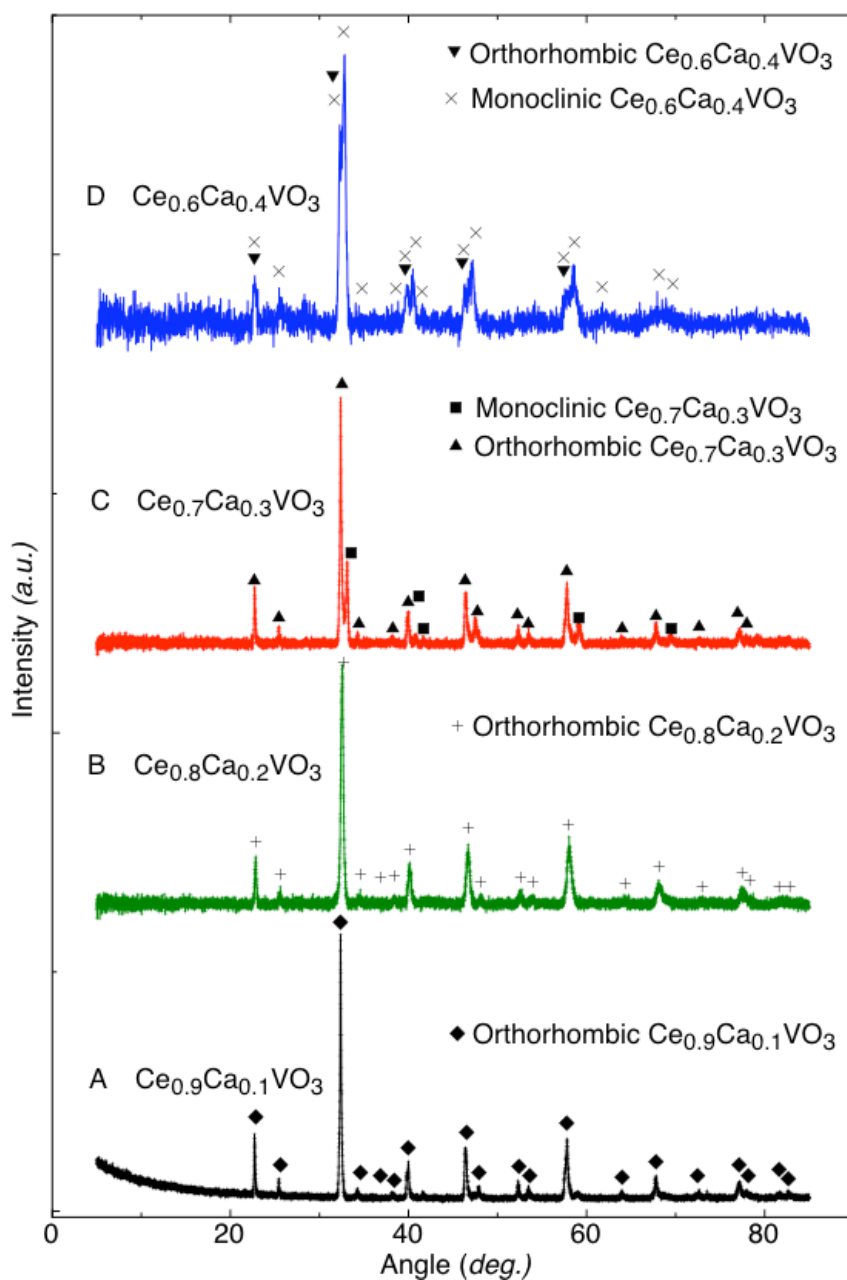 ▼ Orthorhombic Ce0.6Ca0.4VO3
× Monoclinic Ce0.6Ca0.4VO3
D Ce0.6Ca0.4VO3
■ Monoclinic Ce0.7Ca0.3VO3
▲ Orthorhombic Ce0.7Ca0.3VO3
C Ce0.7Ca0.3VO3
Intensity (a.u.)
+ Orthorhombic Ce0.8Ca0.2VO3
B Ce0.8Ca0.2VO3
◆ Orthorhombic Ce0.9Ca0.1VO3
A Ce0.9Ca0.1VO3
0 20 40 60 80
Angle (deg.)